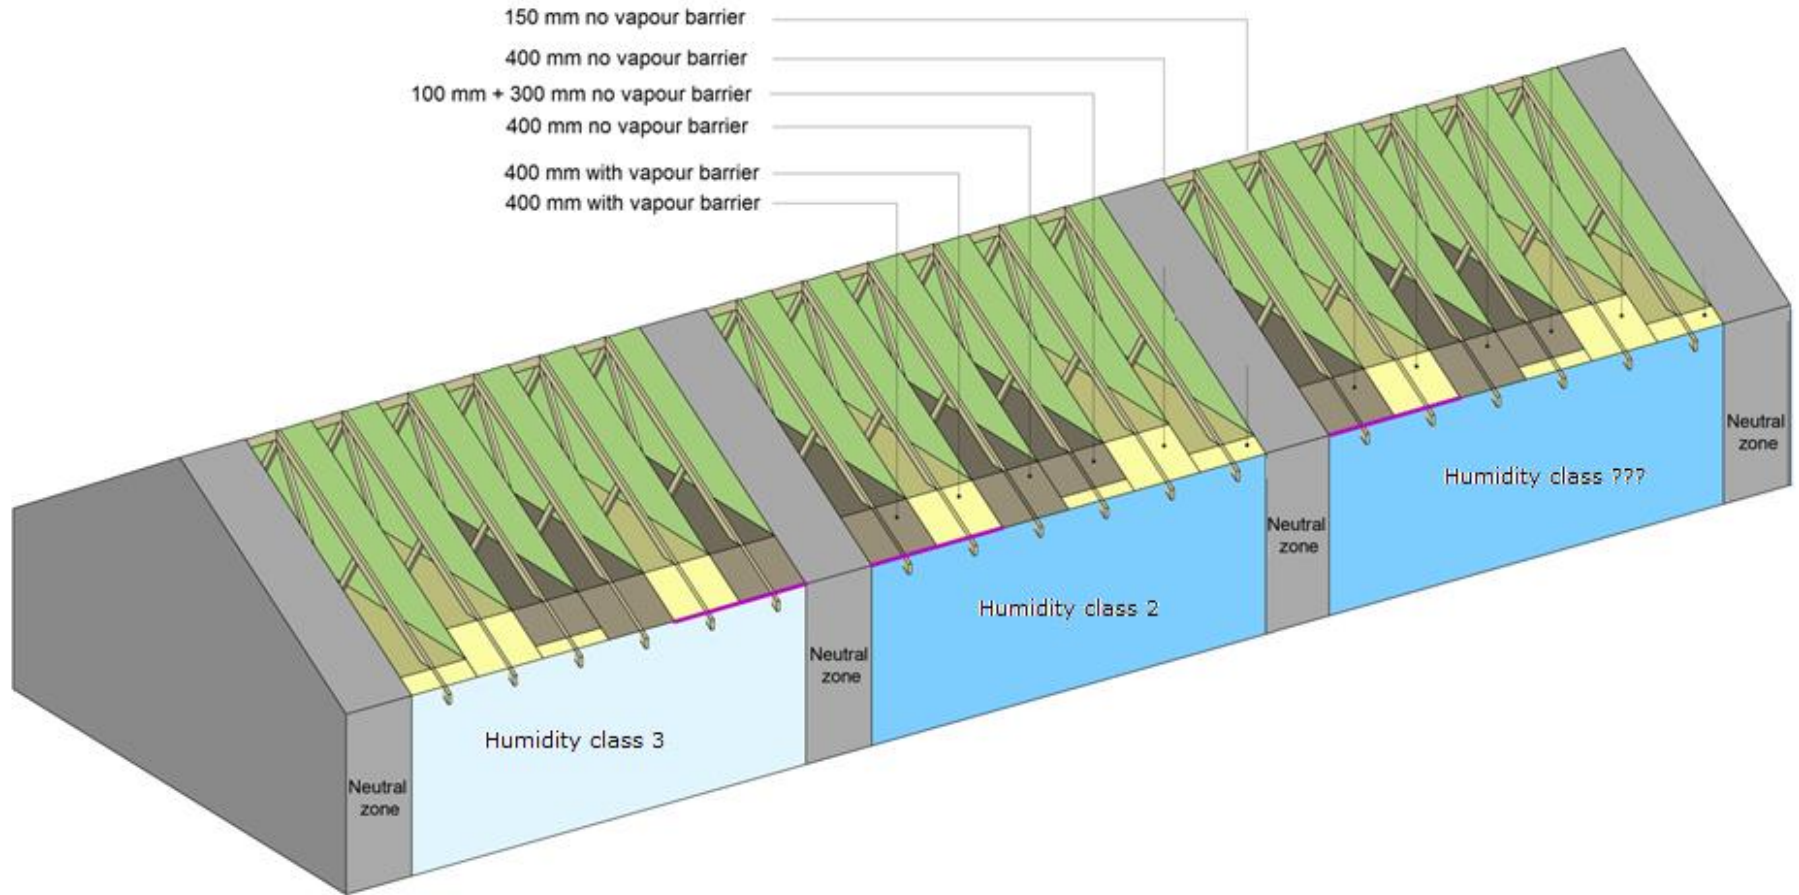 150 mm no vapour barrier
400 mm no vapour barrier
100 mm + 300 mm no vapour barrier
400 mm no vapour barrier
400 mm with vapour barrier
400 mm with vapour barrier
Humidity class 3
Humidity class 2
Humidity class ???
Neutral
zone
Neutral
zone
Neutral
zone
Neutral
zone